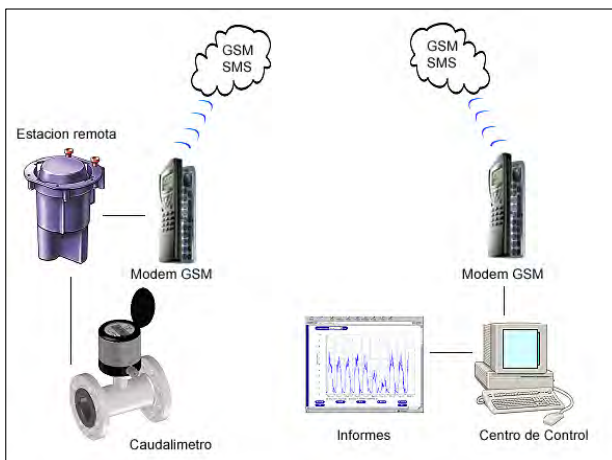 GSM
SMS
GSM
SMS
Estacion remota
Modem GSM
Modem GSM
Caudalimetro
Informes
Centro de Control